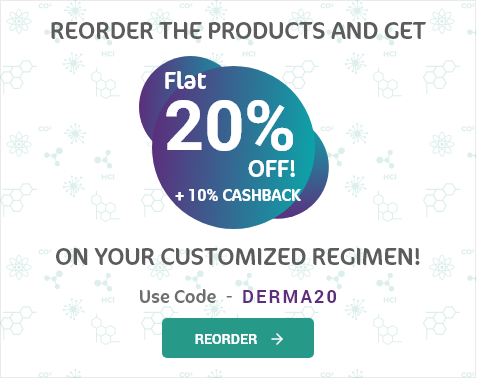 REORDER THE PRODUCTS AND GET
Flat
20%
OFF!
+ 10% CASHBACK
ON YOUR CUSTOMIZED REGIMEN!
Use Code - DERMA20
REORDER →